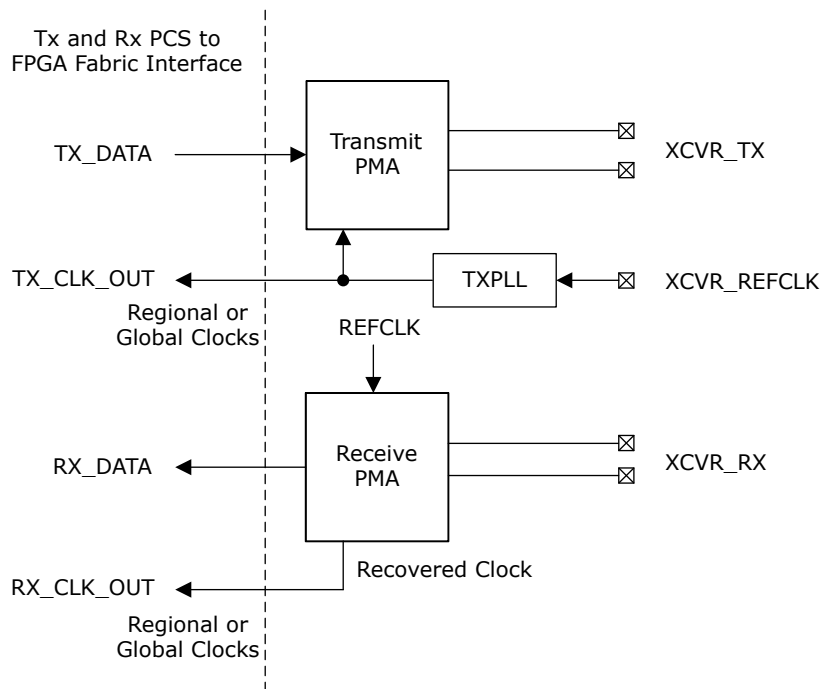 Tx and Rx PCS to
FPGA Fabric Interface
TX_DATA
Transmit
PMA
XCVR_TX
TX_CLK_OUT
TXPLL
XCVR_REFCLK
Regional or
Global Clocks
REFCLK
RX_DATA
Receive
PMA
XCVR_RX
Recovered Clock
RX_CLK_OUT
Regional or
Global Clocks